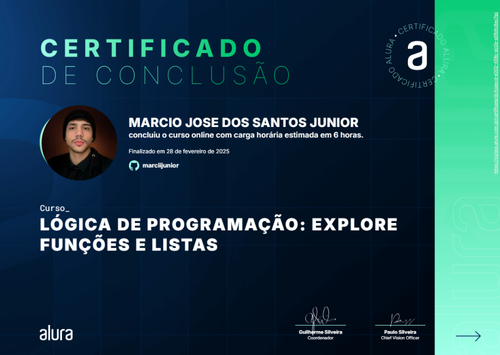 CERTIFICADO
DE CONCLUSÃO
CERTIFICADO ALURA • CERTIFICADO ALURA •
a
MARCIO JOSE DOS SANTOS JUNIOR
concluiu o curso online com carga horária estimada em 6 horas.
Finalizado em 28 de fevereiro de 2025
marciijunior
Curso_
LÓGICA DE PROGRAMAÇÃO: EXPLORE
FUNÇÕES E LISTAS
Guilherme Silveira
Coordenador
Paulo Silveira
Chief Vision Officer
alura